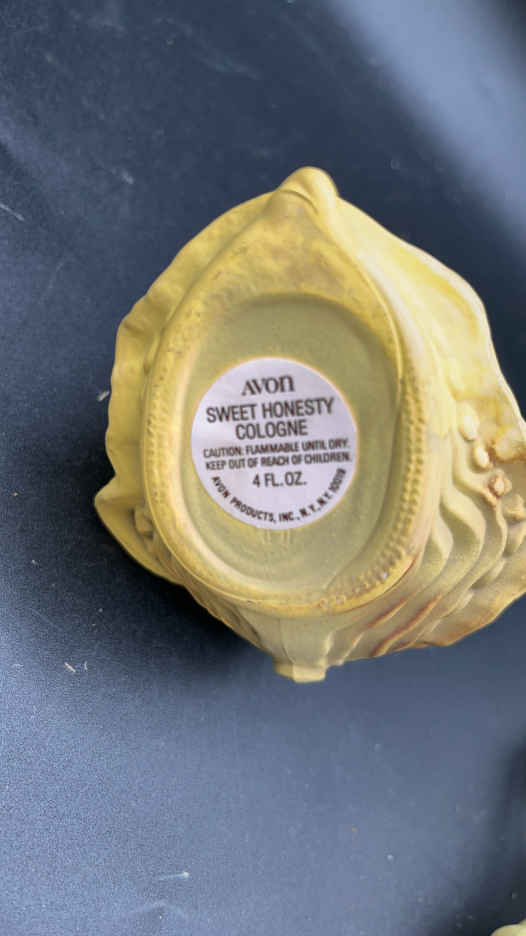 AVON
SWEET HONESTY
COLOGNE
CAUTION: FLAMMABLE UNTIL DRY.
KEEP OUT OF REACH OF CHILDREN.
4 FL. OZ.
AVON PRODUCTS, INC., N.Y., N.Y. 10019